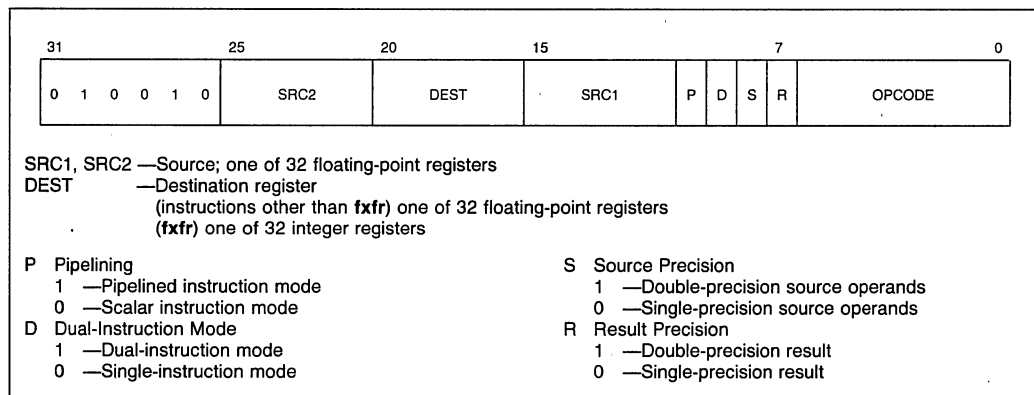 31 25 20 15 7 0
0 1 0 0 1 0 SRC2 DEST SRC1 P D S R OPCODE
SRC1, SRC2 —Source; one of 32 floating-point registers
DEST —Destination register
(instructions other than fxfr) one of 32 floating-point registers
(fxfr) one of 32 integer registers
P Pipelining
1 —Pipelined instruction mode
0 —Scalar instruction mode
D Dual-Instruction Mode
1 —Dual-instruction mode
0 —Single-instruction mode
S Source Precision
1 —Double-precision source operands
0 —Single-precision source operands
R Result Precision
1 —Double-precision result
0 —Single-precision result